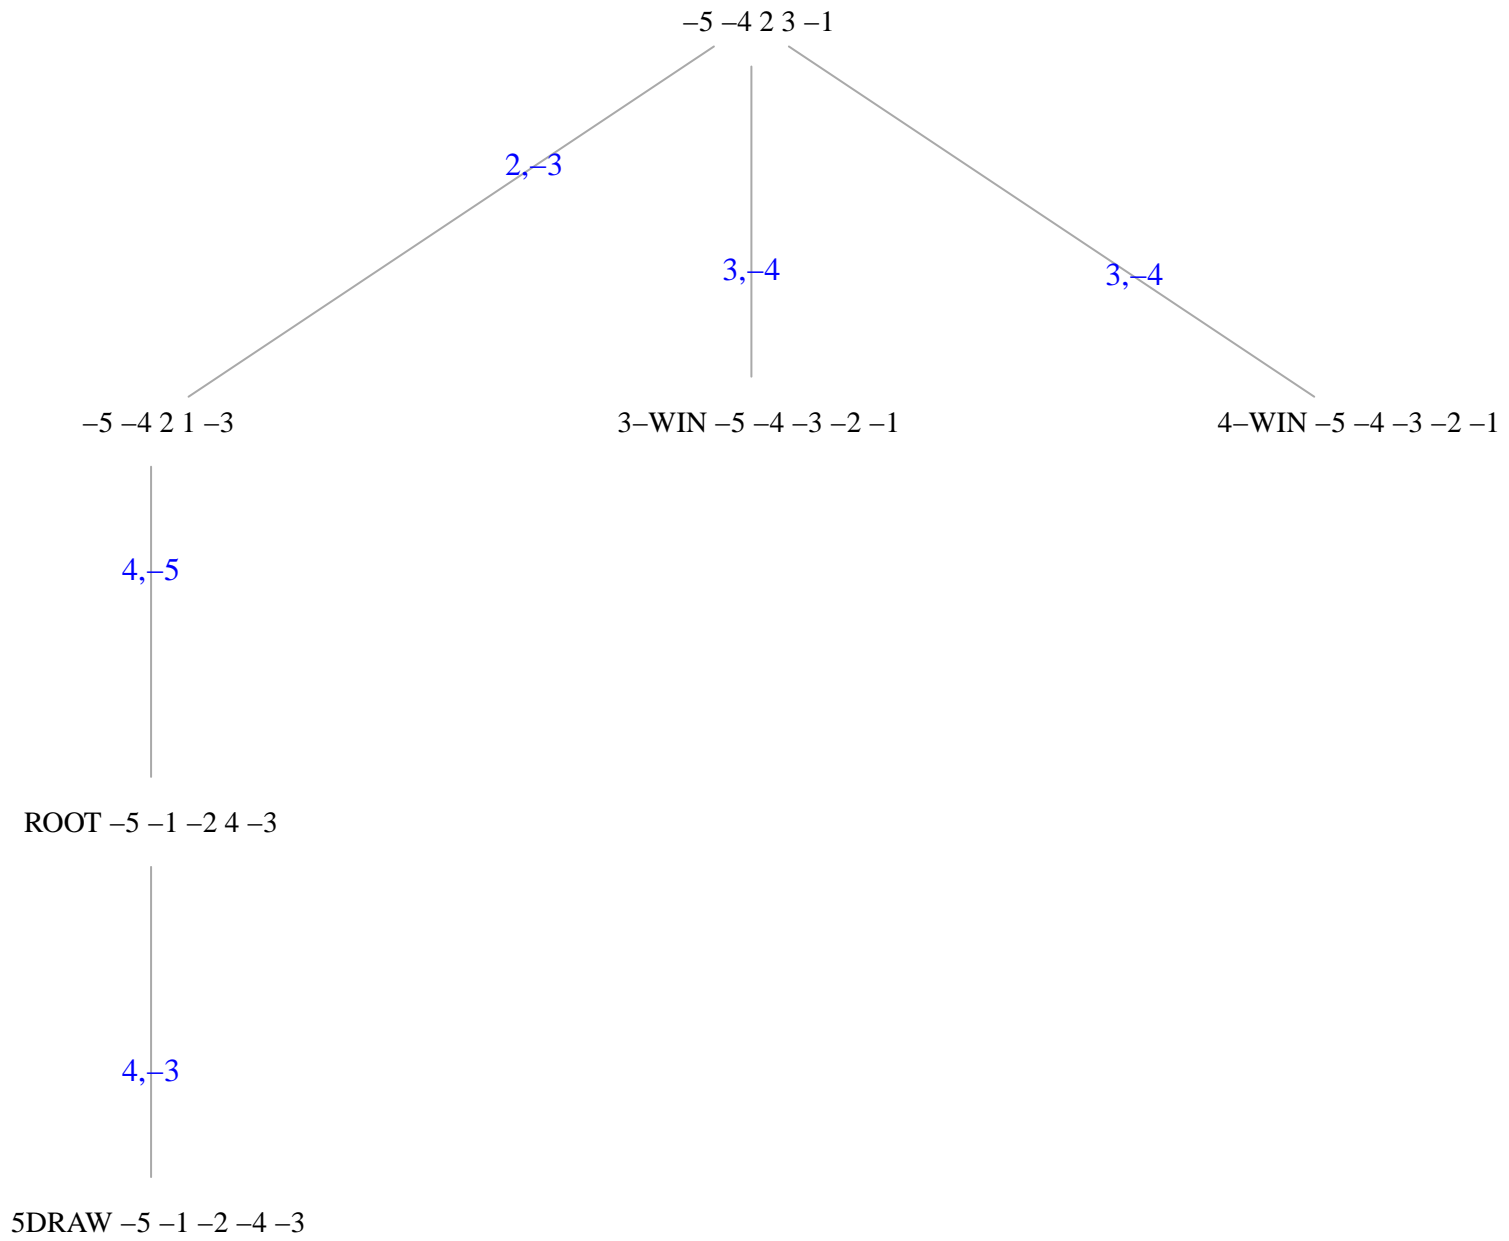 –5 –4 2 3 –1
2,–3
3,–4
3,–4
–5 –4 2 1 –3
3–WIN –5 –4 –3 –2 –1
4–WIN –5 –4 –3 –2 –1
4,–5
ROOT –5 –1 –2 4 –3
4,–3
5DRAW –5 –1 –2 –4 –3